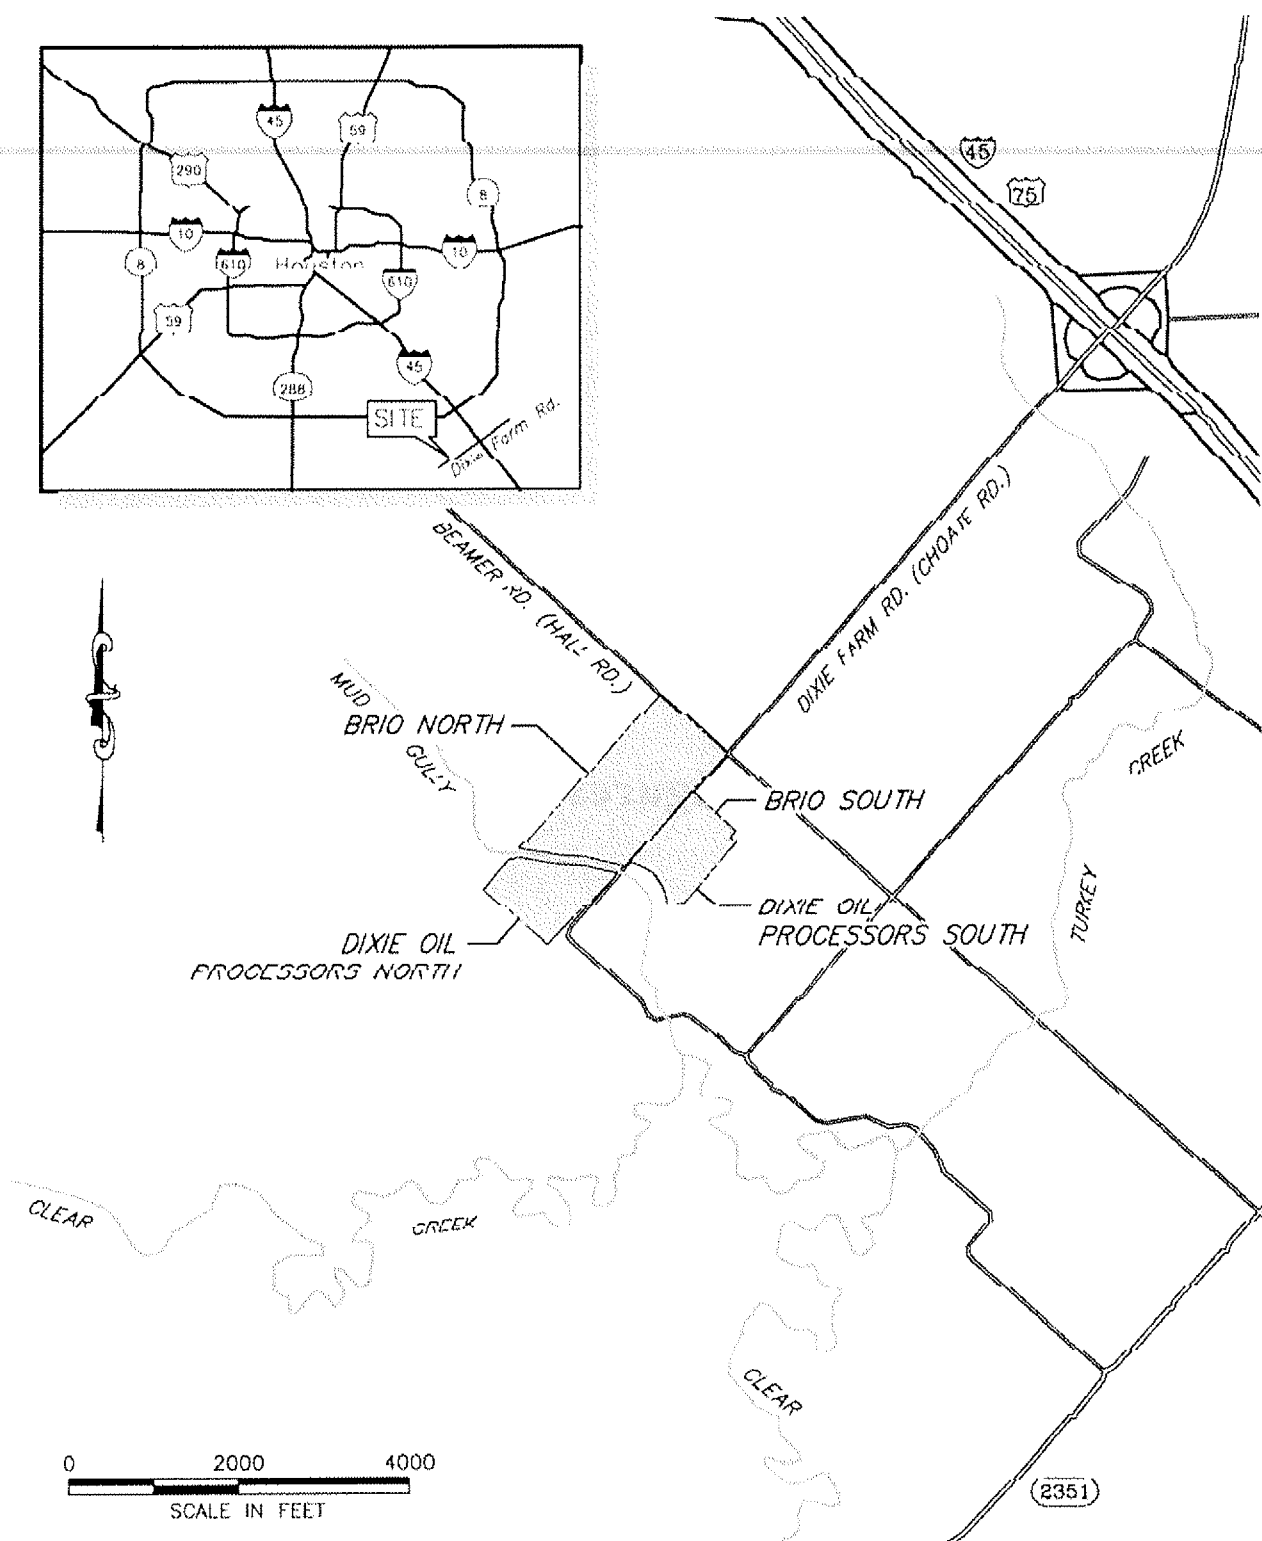 45
59
290
8
10
10
8
610
Houston
610
59
45
288
SITE
Dixie Farm Rd.
45
75
BEAMER RD. (HALL RD.)
DIXIE FARM RD. (CHOATE RD.)
MUD
GULLY
BRIO NORTH
CREEK
BRIO SOUTH
TURKEY
DIXIE OIL
PROCESSORS SOUTH
DIXIE OIL
PROCESSORS NORTH
CLEAR
CREEK
CLEAR
0 2000 4000
SCALE IN FEET
2351